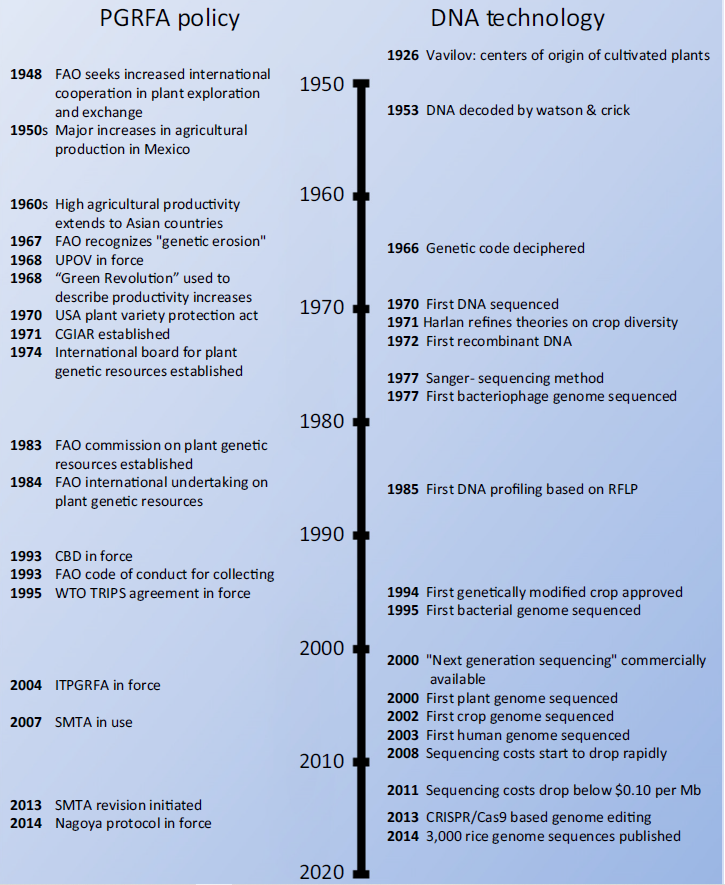 PGRFA policy
1948 FAO seeks increased international
cooperation in plant exploration
and exchange
1950s Major increases in agricultural
production in Mexico
1960s High agricultural productivity
extends to Asian countries
1967 FAO recognizes "genetic erosion"
1968 UPOV in force
1968 “Green Revolution” used to
describe productivity increases
1970 USA plant variety protection act
1971 CGIAR established
1974 International board for plant
genetic resources established
1983 FAO commission on plant genetic
resources established
1984 FAO international undertaking on
plant genetic resources
1993 CBD in force
1993 FAO code of conduct for collecting
1995 WTO TRIPS agreement in force
2004 ITPGRFA in force
2007 SMTA in use
2013 SMTA revision initiated
2014 Nagoya protocol in force
1950
1960
1970
1980
1990
2000
2010
2020
DNA technology
1926 Vavilov: centers of origin of cultivated plants
1953 DNA decoded by watson & crick
1966 Genetic code deciphered
1970 First DNA sequenced
1971 Harlan refines theories on crop diversity
1972 First recombinant DNA
1977 Sanger- sequencing method
1977 First bacteriophage genome sequenced
1985 First DNA profiling based on RFLP
1994 First genetically modified crop approved
1995 First bacterial genome sequenced
2000 "Next generation sequencing" commercially
available
2000 First plant genome sequenced
2002 First crop genome sequenced
2003 First human genome sequenced
2008 Sequencing costs start to drop rapidly
2011 Sequencing costs drop below $0.10 per Mb
2013 CRISPR/Cas9 based genome editing
2014 3,000 rice genome sequences published